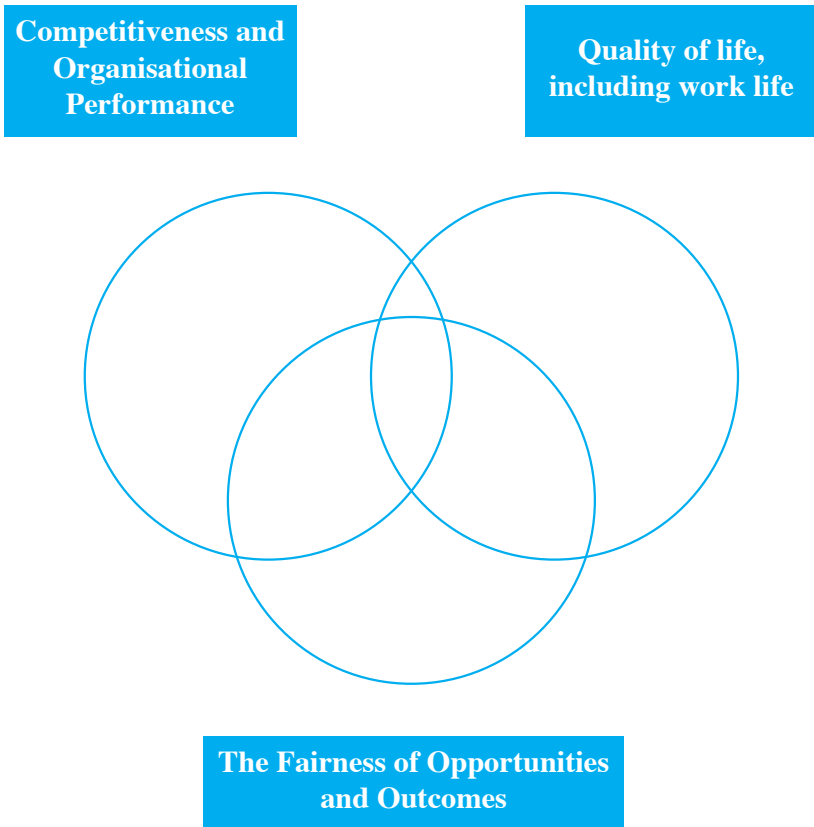 Competitiveness and
Organisational
Performance
Quality of life,
including work life
The Fairness of Opportunities
and Outcomes